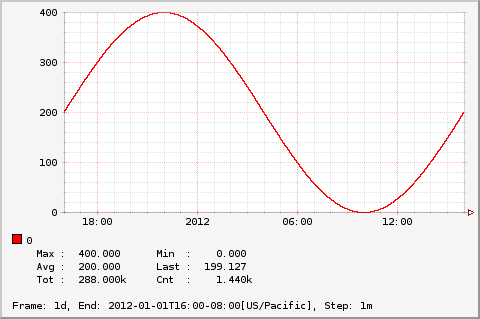 400
300
200
100
0
18:00 2012 06:00 12:00
0
Max : 400.000 Min : 0.000
Avg : 200.000 Last : 199.127
Tot : 288.000k Cnt : 1.440k
Frame: 1d, End: 2012-01-01T16:00-08:00[US/Pacific], Step: 1m